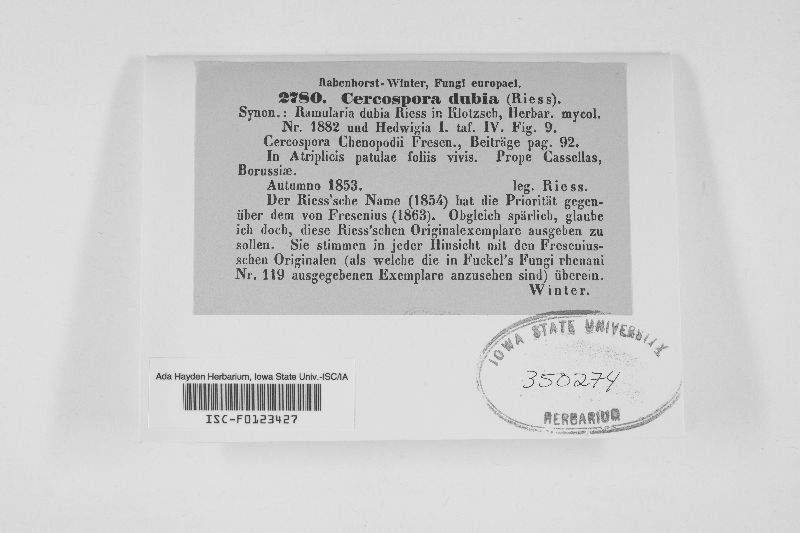 Rabenhorst-Winter, Fungi europaei.
2780. Cercospora dubia (Riess).
Synon.: Ramularia dubia Riess in Klotzsch, Herbar. mycol.
Nr. 1882 und Hedwigia I. taf. IV. Fig. 9.
Cercospora Chenopodii Fresen., Beiträge pag. 92.
In Atriplicis patulae foliis vivis. Prope Cassellas,
Borussiæ.
Autumno 1853. leg. Riess.
Der Riess'sche Name (1854) hat die Priorität gegen-
über dem von Fresenius (1863). Obgleich spärlich, glaube
ich doch, diese Riess'schen Originalexemplare ausgeben zu
sollen. Sie stimmen in jeder Hinsicht mit den Fresenius-
schen Originalen (als welche die in Fuckel's Fungi rhenani
Nr. 119 ausgegebenen Exemplare anzusehen sind) überein.
Winter.
IOWA STATE UNIVERSITY
350274
HERBARIUM
Ada Hayden Herbarium, Iowa State Univ.-ISC/IA
ISC-F0123427